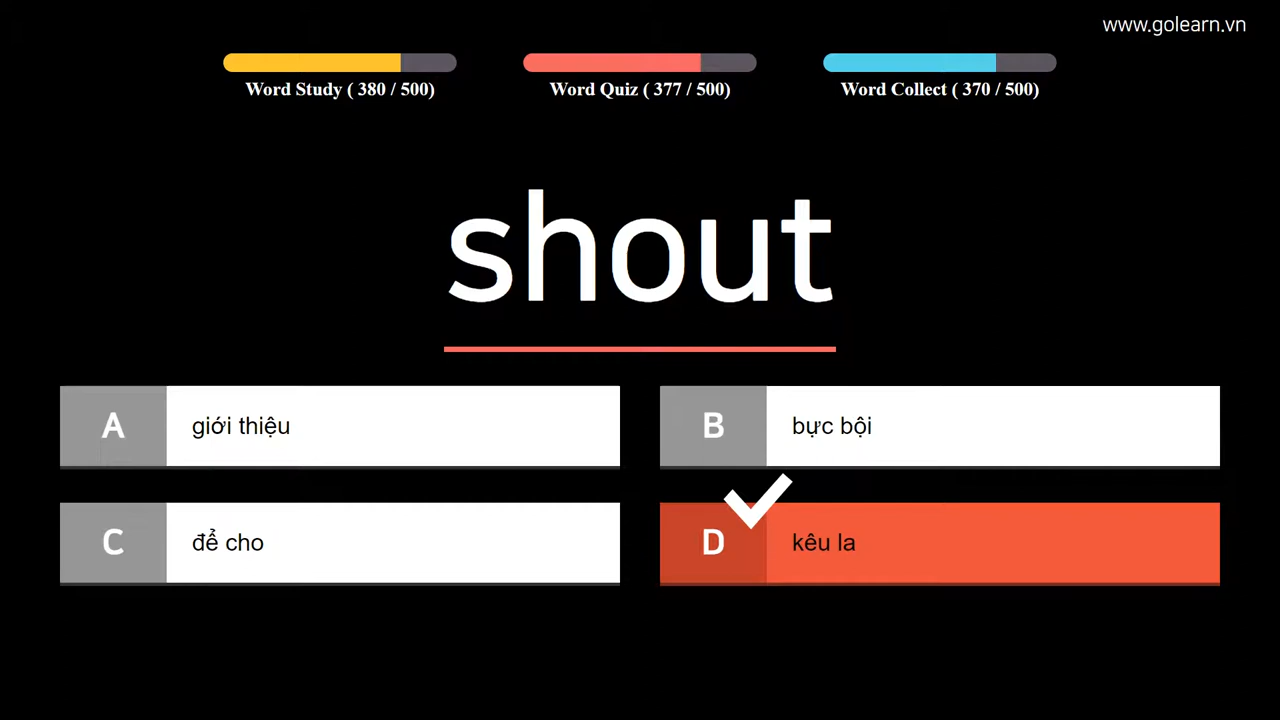 www.golearn.vn
Word Study ( 380 / 500)
Word Quiz ( 377 / 500)
Word Collect ( 370 / 500)
shout
A giới thiệu
B bực bội
C để cho
D kêu la